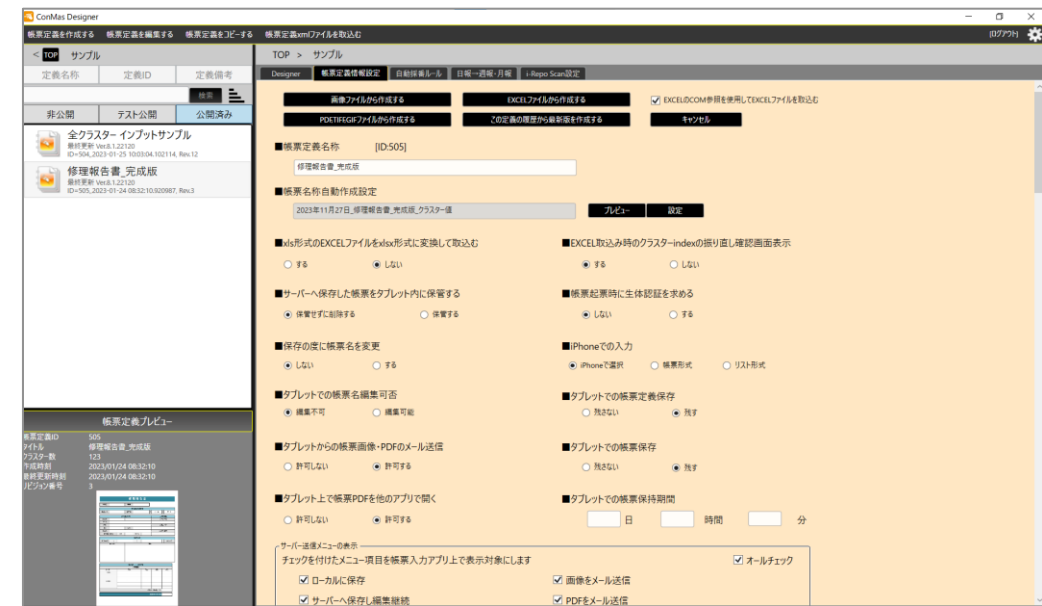 ConMas Designer
帳票定義を作成する 帳票定義を編集する 帳票定義をコピーする 帳票定義xmlファイルを取込む
(ログアウト)
< TOP サンプル
TOP > サンプル
定義名称 定義ID 定義備考
検索
非公開 テスト公開 公開済み
全クラスター インプットサンプル
最終更新 Ver.8.1.22120
ID=504_2023-01-25 10:03:04.102114, Rev.12
修理報告書_完成版
最終更新 Ver.8.1.22120
ID=505_2023-01-24 08:32:10.920987, Rev.3
Designer 帳票定義情報設定 自動採番ルール 日報→週報・月報 i-Repo Scan設定
画像ファイルから作成する EXCELファイルから作成する EXCELのCOM参照を使用してEXCELファイルを取込む
PDF,TIFF,GIFファイルから作成する この定義の履歴から最新版を作成する キャンセル
■帳票定義名称 [ID:505]
修理報告書_完成版
■帳票名称自動作成設定
2023年11月27日_修理報告書_完成版_クラスター値 プレビュー 設定
■xls形式のEXCELファイルをxlsx形式に変換して取込む ■EXCEL取込み時のクラスターindexの振り直し確認画面表示
する しない する しない
■サーバーへ保存した帳票をタブレット内に保管する ■帳票起票時に生体認証を求める
保管せずに削除する 保管する しない する
■保存の度に帳票名を変更 ■iPhoneでの入力
しない する iPhoneで選択 帳票形式 リスト形式
■タブレットでの帳票名編集可否 ■タブレットでの帳票定義保存
編集不可 編集可能 残さない 残す
■タブレットからの帳票画像・PDFのメール送信 ■タブレットでの帳票保存
許可しない 許可する 残さない 残す
■タブレット上で帳票PDFを他のアプリで開く ■タブレットでの帳票保持期間
許可しない 許可する 日 時間 分
サーバー送信メニューの表示
チェックを付けたメニュー項目を帳票入力アプリ上で表示対象にします オールチェック
ローカルに保存 画像をメール送信
サーバーへ保存し編集継続 PDFをメール送信
帳票定義プレビュー
帳票定義ID 505
タイトル 修理報告書_完成版
クラスター数 123
作成時刻 2023/01/24 08:32:10
最終更新時刻 2023/01/24 08:32:10
リビジョン番号 3